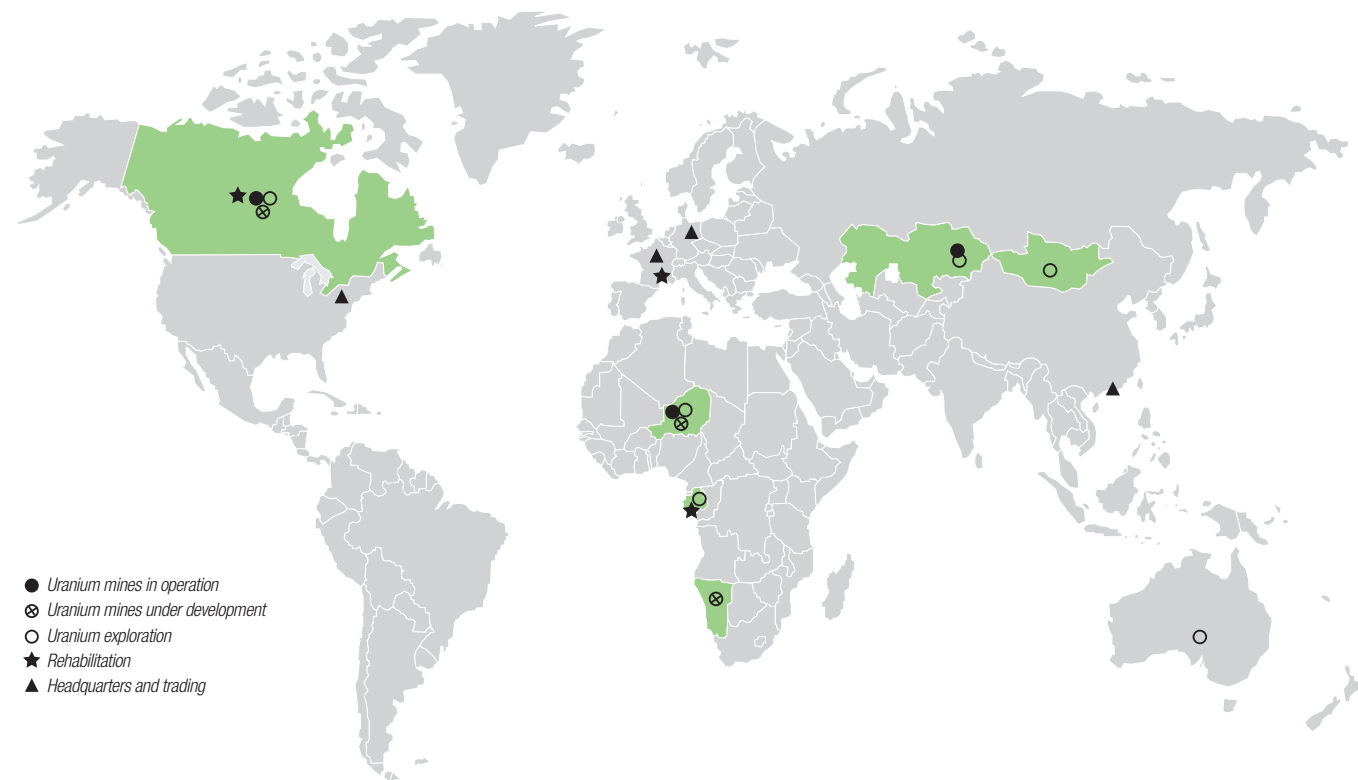 Uranium mines in operation
Uranium mines under development
Uranium exploration
Rehabilitation
Headquarters and trading